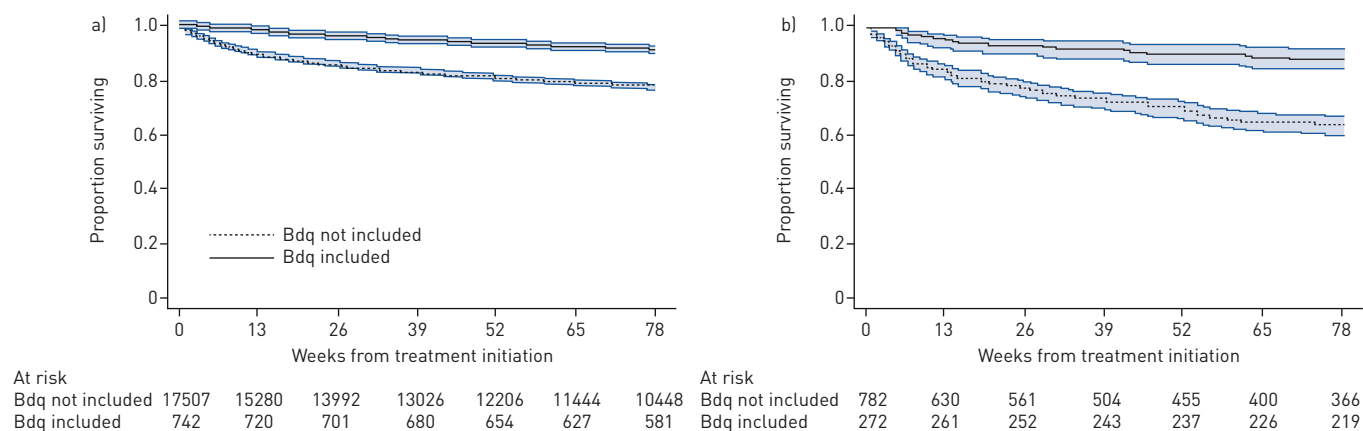 a)
1.0
0.8
0.6
0.4
0.2
0
Proportion surviving
Bdq not included
Bdq included
0 13 26 39 52 65 78
Weeks from treatment initiation
At risk
Bdq not included 17507 15280 13992 13026 12206 11444 10448
Bdq included 742 720 701 680 654 627 581
b)
1.0
0.8
0.6
0.4
0.2
0
Proportion surviving
0 13 26 39 52 65 78
Weeks from treatment initiation
At risk
Bdq not included 782 630 561 504 455 400 366
Bdq included 272 261 252 243 237 226 219